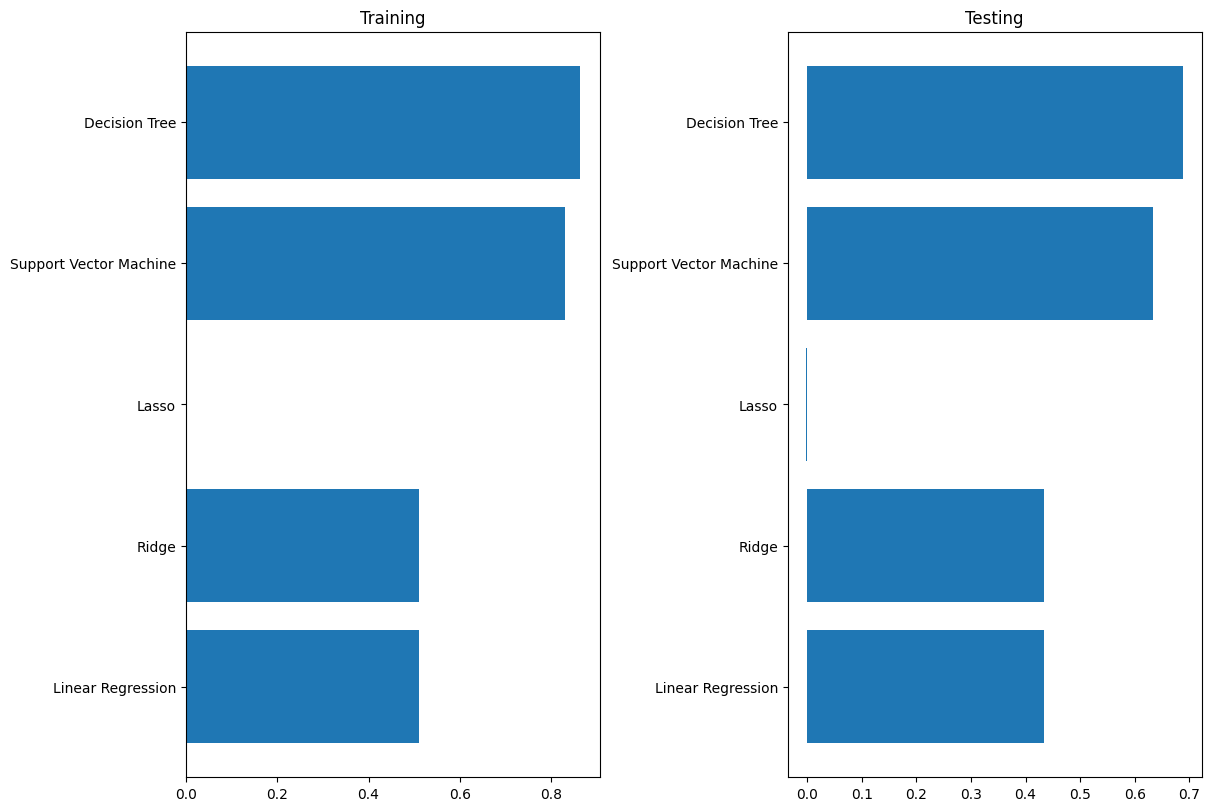 Training
Decision Tree
Support Vector Machine
Lasso
Ridge
Linear Regression
0.0 0.2 0.4 0.6 0.8
Testing
Decision Tree
Support Vector Machine
Lasso
Ridge
Linear Regression
0.0 0.1 0.2 0.3 0.4 0.5 0.6 0.7